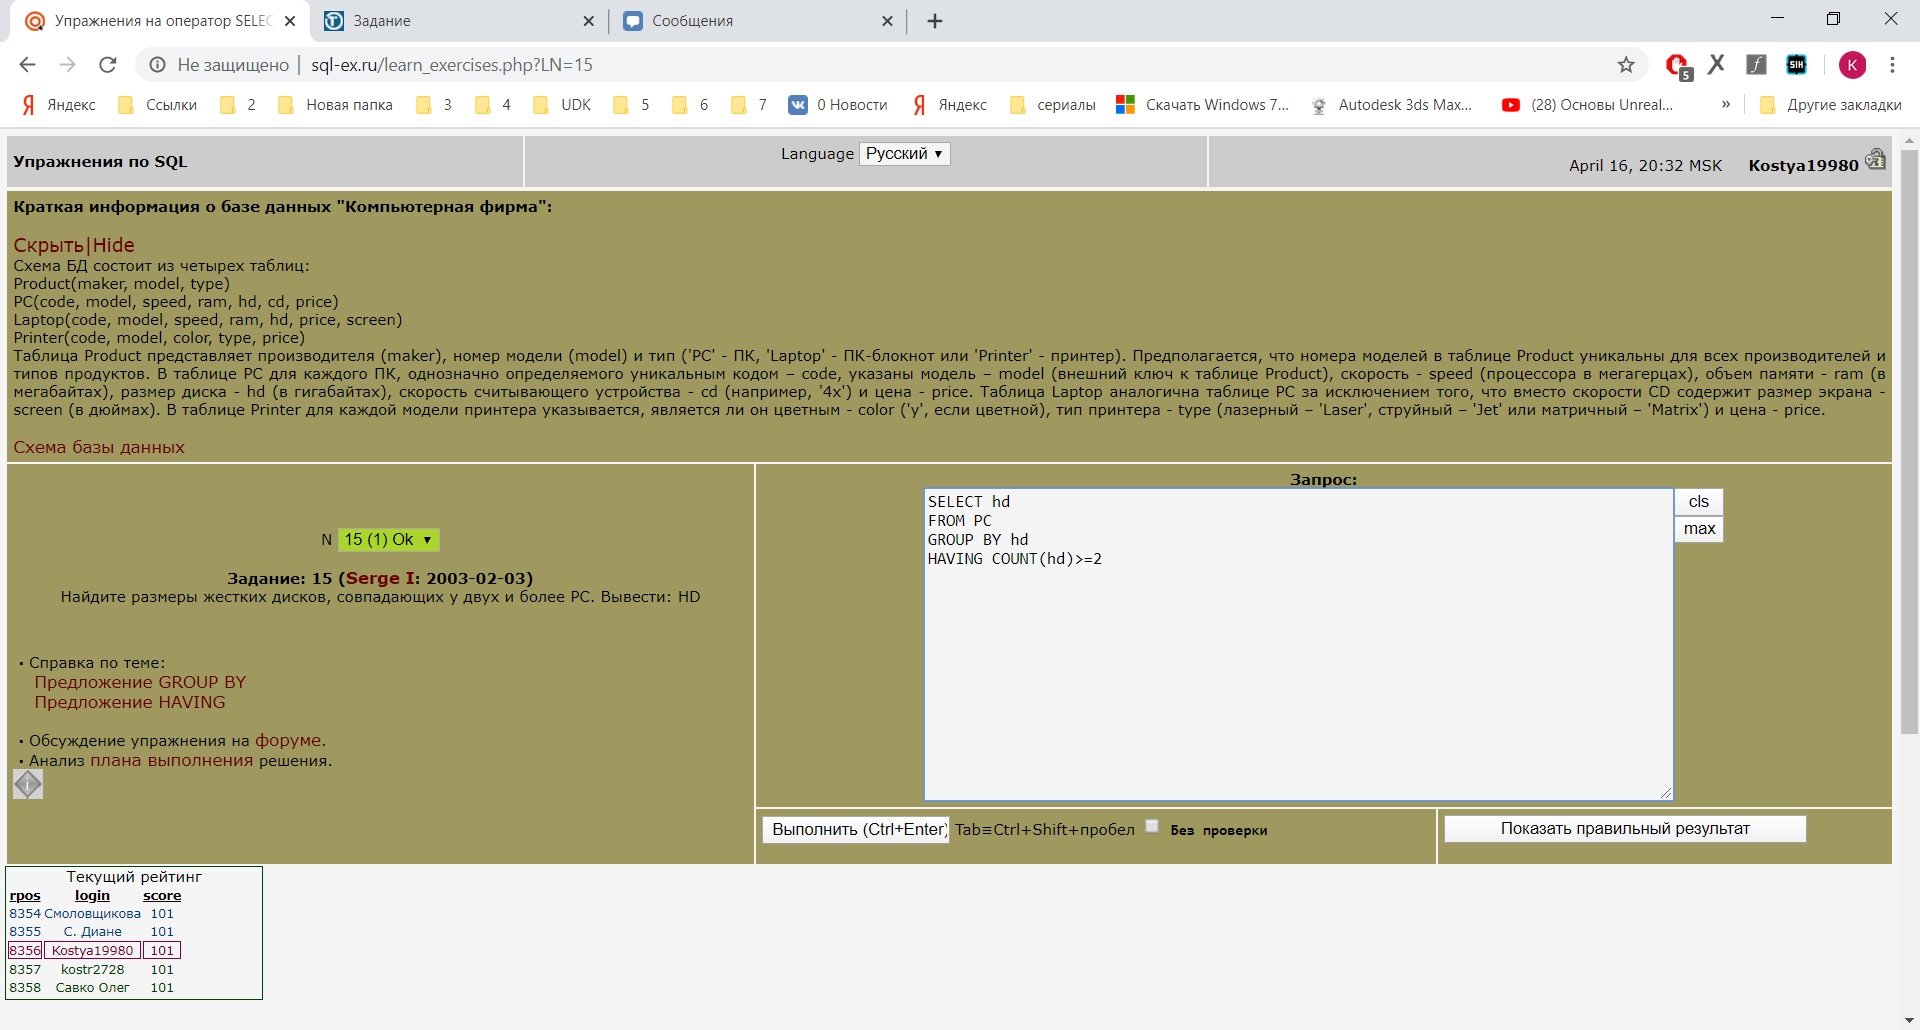 Упражнения на оператор SELEC
Задание
Сообщения
Не защищено | sql-ex.ru/learn_exercises.php?LN=15
5
K
Яндекс
Ссылки
2
Новая папка
3
4
UDK
5
6
7
0 Новости
Яндекс
сериалы
Скачать Windows 7...
Autodesk 3ds Max...
(28) Основы Unreal...
»
Другие закладки
Упражнения по SQL
Language Русский
April 16, 20:32 MSK Kostya19980
Краткая информация о базе данных "Компьютерная фирма":
Скрыть|Hide
Схема БД состоит из четырех таблиц:
Product(maker, model, type)
PC(code, model, speed, ram, hd, cd, price)
Laptop(code, model, speed, ram, hd, price, screen)
Printer(code, model, color, type, price)
Таблица Product представляет производителя (maker), номер модели (model) и тип ('PC' - ПК, 'Laptop' - ПК-блокнот или 'Printer' - принтер). Предполагается, что номера моделей в таблице Product уникальны для всех производителей и
типов продуктов. В таблице PC для каждого ПК, однозначно определяемого уникальным кодом – code, указаны модель – model (внешний ключ к таблице Product), скорость - speed (процессора в мегагерцах), объем памяти - ram (в
мегабайтах), размер диска - hd (в гигабайтах), скорость считывающего устройства - cd (например, '4x') и цена - price. Таблица Laptop аналогична таблице РС за исключением того, что вместо скорости CD содержит размер экрана -
screen (в дюймах). В таблице Printer для каждой модели принтера указывается, является ли он цветным - color ('y', если цветной), тип принтера - type (лазерный – 'Laser', струйный – 'Jet' или матричный – 'Matrix') и цена - price.
Схема базы данных
N 15 (1) Ok
Задание: 15 (Serge I: 2003-02-03)
Найдите размеры жестких дисков, совпадающих у двух и более PC. Вывести: HD
• Справка по теме:
Предложение GROUP BY
Предложение HAVING
• Обсуждение упражнения на форуме.
• Анализ плана выполнения решения.
Запрос:
SELECT hd
FROM PC
GROUP BY hd
HAVING COUNT(hd)>=2
cls
max
Выполнить (Ctrl+Enter) Tab≡Ctrl+Shift+пробел Без проверки
Показать правильный результат
Текущий рейтинг
rpos login score
8354 Смоловщикова 101
8355 С. Диане 101
8356 Kostya19980 101
8357 kostr2728 101
8358 Савко Олег 101